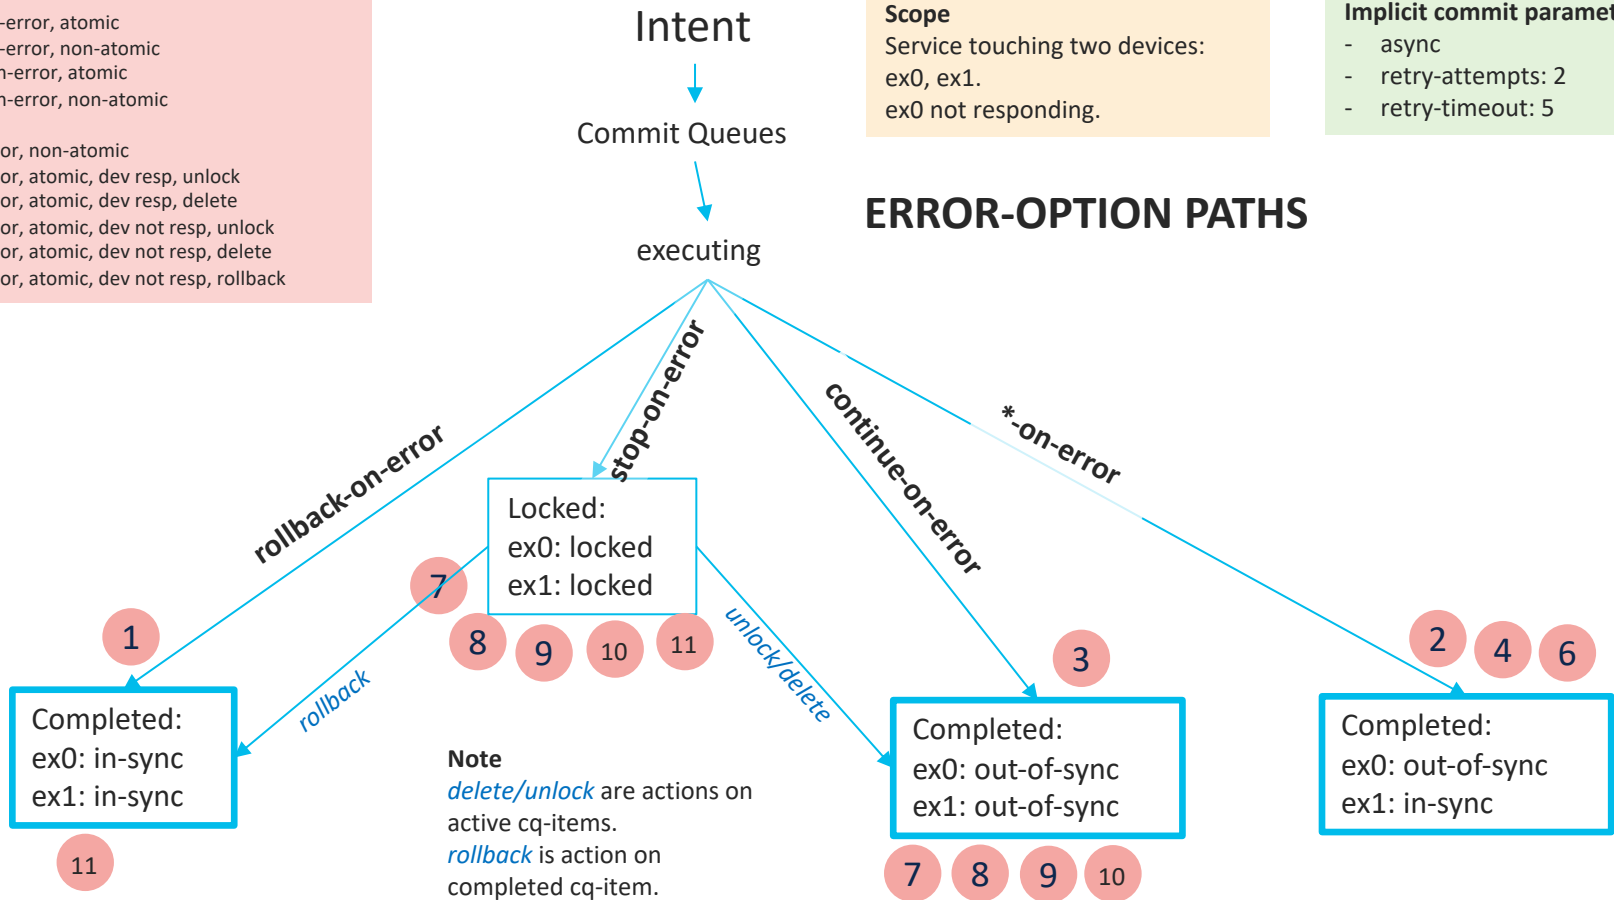 -error, atomic
-error, non-atomic
n-error, atomic
n-error, non-atomic
or, non-atomic
or, atomic, dev resp, unlock
or, atomic, dev resp, delete
or, atomic, dev not resp, unlock
or, atomic, dev not resp, delete
or, atomic, dev not resp, rollback
Intent
Commit Queues
executing
Scope
Service touching two devices:
ex0, ex1.
ex0 not responding.
Implicit commit paramet
- async
- retry-attempts: 2
- retry-timeout: 5
ERROR-OPTION PATHS
rollback-on-error
stop-on-error
continue-on-error
*-on-error
Locked:
ex0: locked
ex1: locked
7
8
9
10
11
rollback
unlock/delete
1
Completed:
ex0: in-sync
ex1: in-sync
11
Note
delete/unlock are actions on
active cq-items.
rollback is action on
completed cq-item.
3
Completed:
ex0: out-of-sync
ex1: out-of-sync
7
8
9
10
2
4
6
Completed:
ex0: out-of-sync
ex1: in-sync